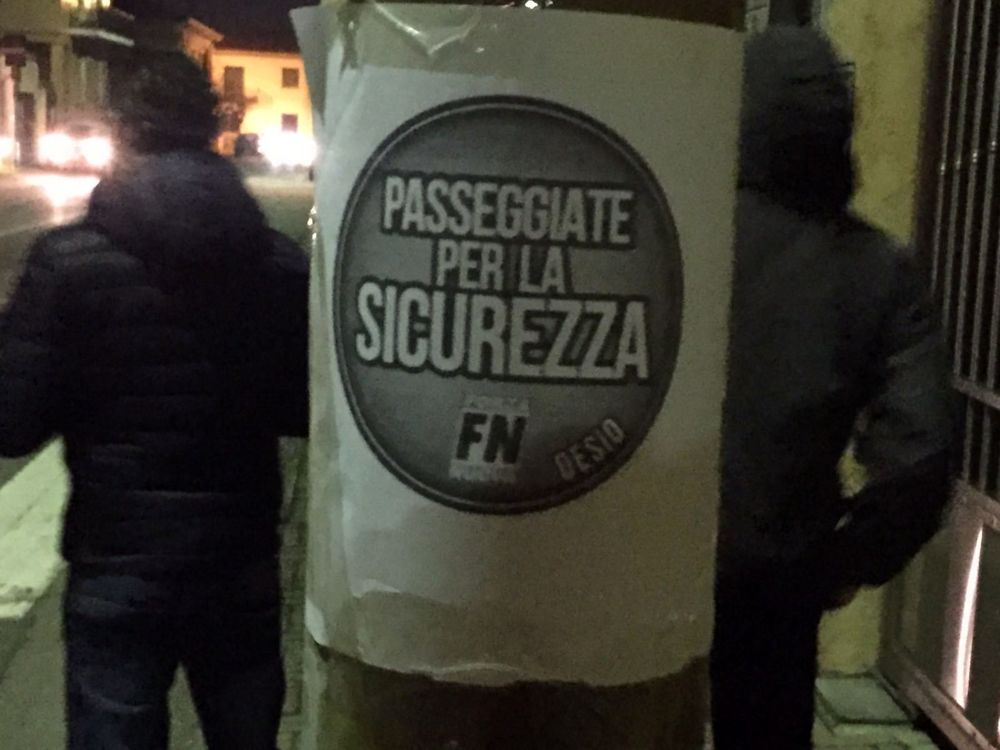 PASSEGGIATE
PER LA
SICUREZZA
FN
DESIO